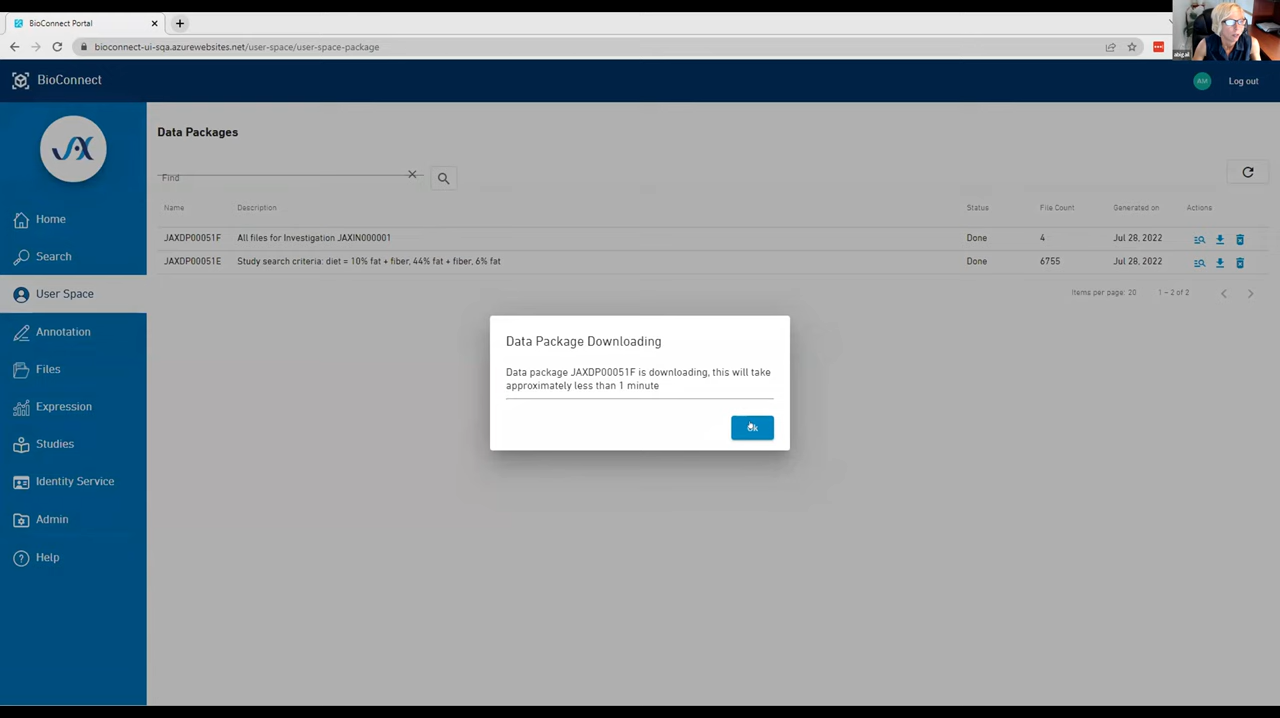 BioConnect Portal
bioconnect-ui-sqa.azurewebsites.net/user-space/user-space-package
abigail
BioConnect
AM
Log out
JAX
Home
Search
User Space
Annotation
Files
Expression
Studies
Identity Service
Admin
Help
Data Packages
Find
Name Description Status File Count Generated on Actions
JAXDP00051F All files for Investigation JAXIN000001 Done 4 Jul 28, 2022
JAXDP00051E Study search criteria: diet = 10% fat + fiber, 44% fat + fiber, 6% fat Done 6755 Jul 28, 2022
Items per page: 20 1 – 2 of 2
Data Package Downloading
Data package JAXDP00051F is downloading, this will take
approximately less than 1 minute
Ok